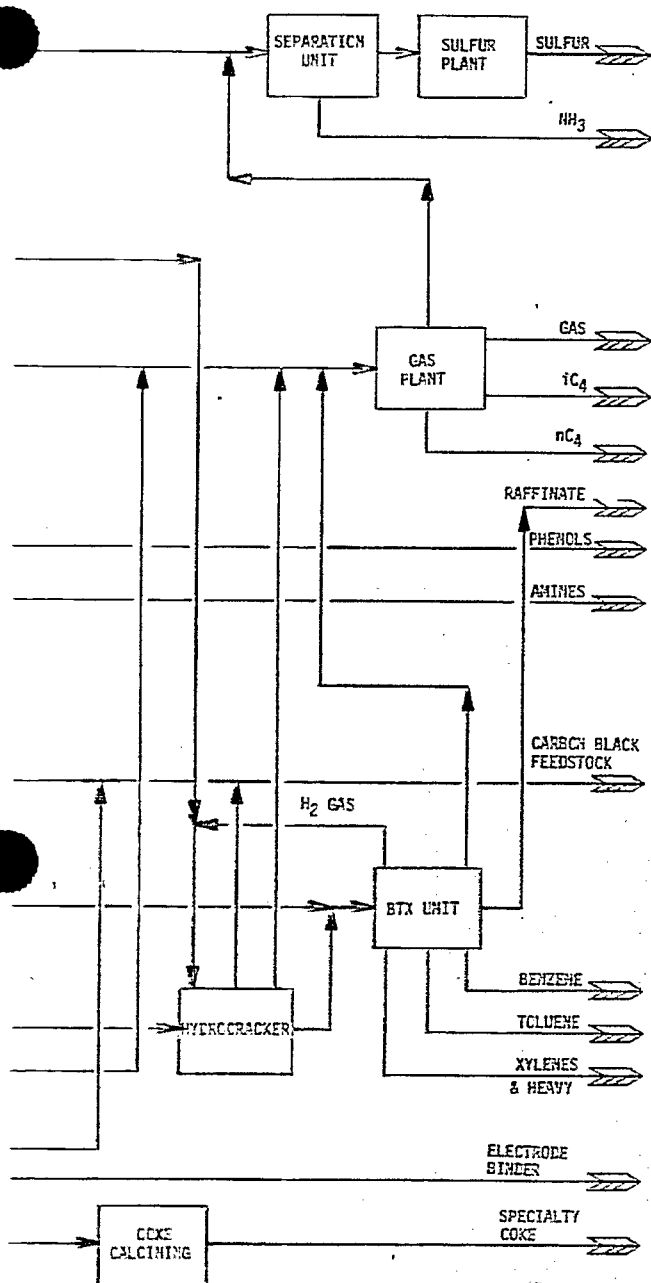 SEPARATION
UNIT
SULFUR
PLANT
SULFUR
NH3
GAS
PLANT
GAS
iC4
nC4
RAFFINATE
PHENOLS
AMINES
CARBON BLACK
FEEDSTOCK
H2 GAS
BTX UNIT
BENZENE
HYDROCRACKER
TOLUENE
XYLENES
& HEAVY
ELECTRODE
BINDER
SPECIALTY
COKE
COKE
CALCINING